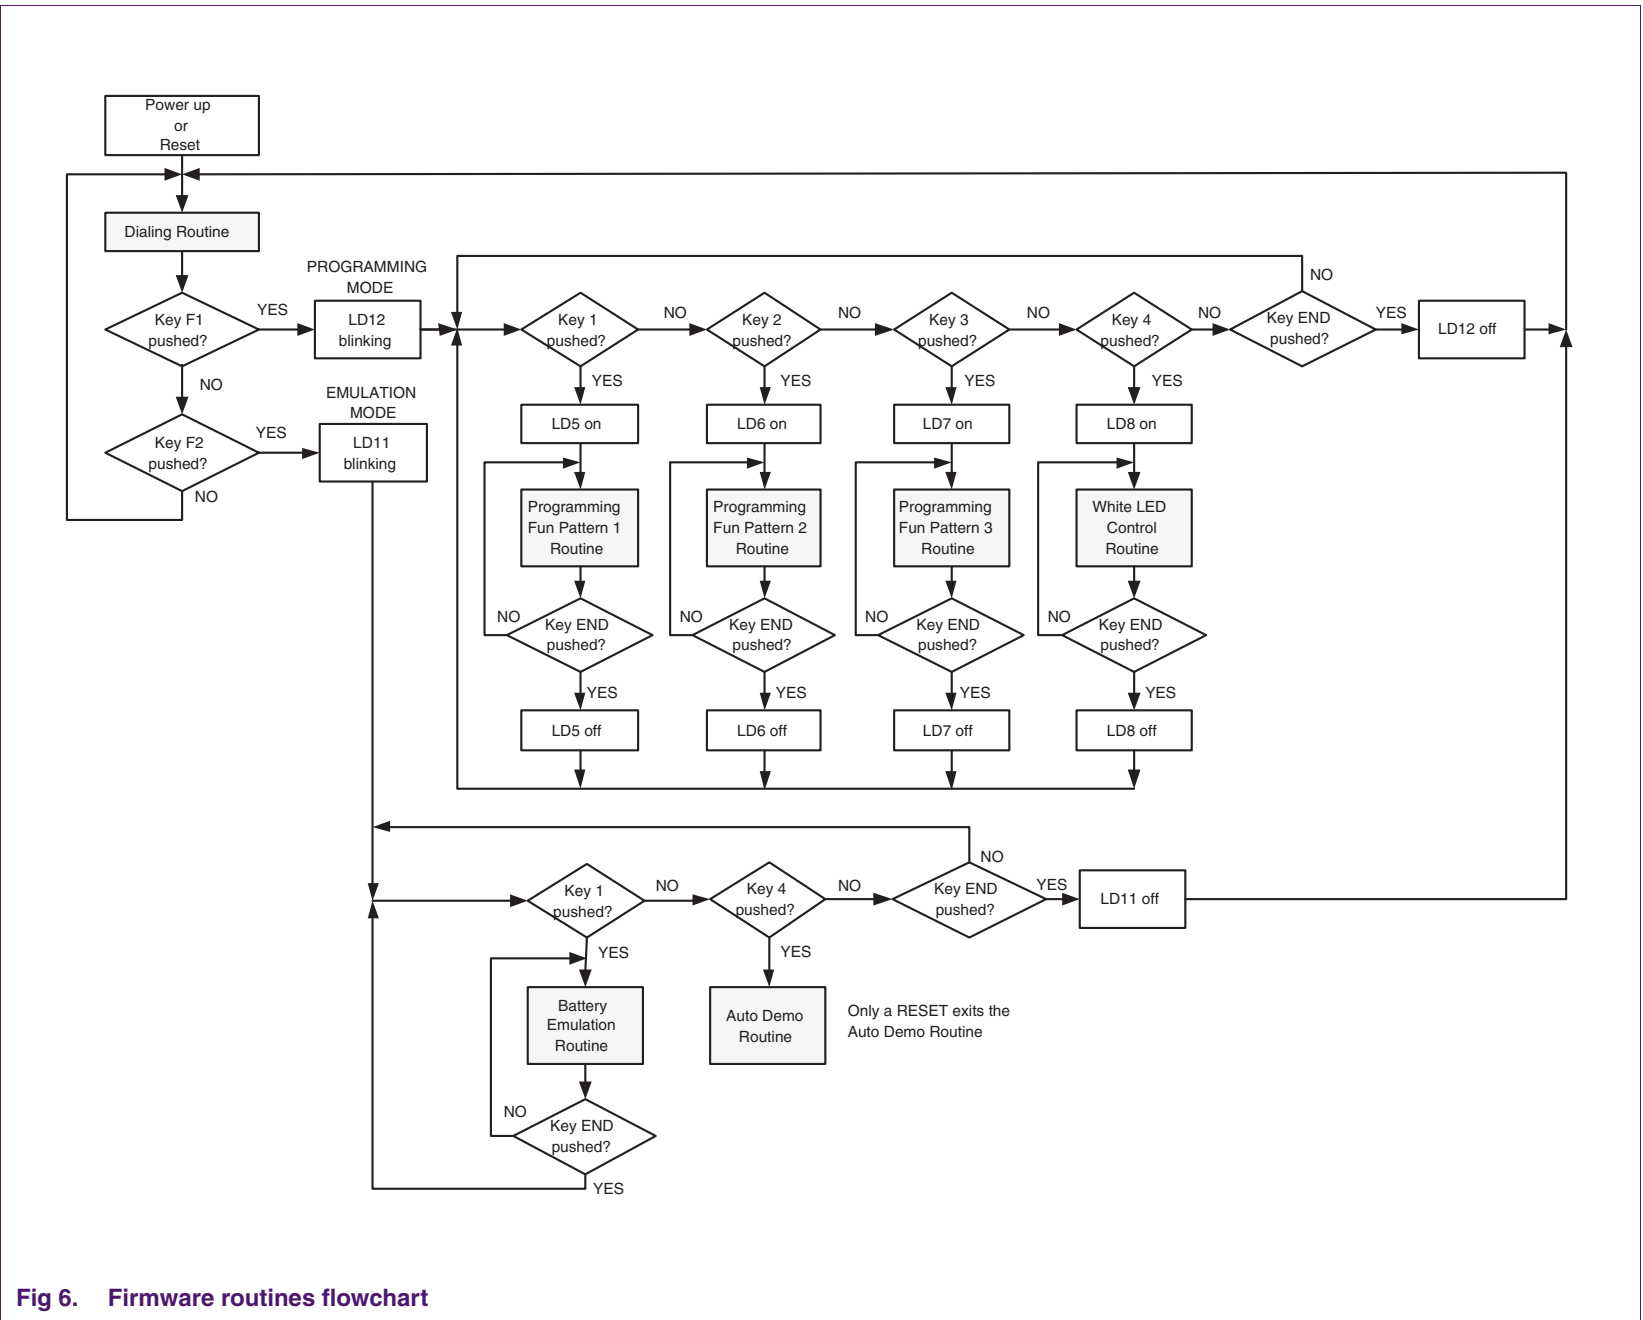 Power up
or
Reset
Dialing Routine
Key F1
pushed?
YES
NO
PROGRAMMING
MODE
LD12
blinking
Key F2
pushed?
YES
NO
EMULATION
MODE
LD11
blinking
Key 1
pushed?
NO
Key 2
pushed?
NO
Key 3
pushed?
NO
Key 4
pushed?
NO
Key END
pushed?
NO
YES
LD12 off
YES
YES
YES
YES
LD5 on
LD6 on
LD7 on
LD8 on
Programming
Fun Pattern 1
Routine
Programming
Fun Pattern 2
Routine
Programming
Fun Pattern 3
Routine
White LED
Control
Routine
NO
Key END
pushed?
NO
Key END
pushed?
NO
Key END
pushed?
NO
Key END
pushed?
YES
YES
YES
YES
LD5 off
LD6 off
LD7 off
LD8 off
Key 1
pushed?
NO
Key 4
pushed?
NO
Key END
pushed?
NO
YES
LD11 off
YES
YES
Battery
Emulation
Routine
Auto Demo
Routine
Only a RESET exits the
Auto Demo Routine
NO
Key END
pushed?
YES
Fig 6. Firmware routines flowchart